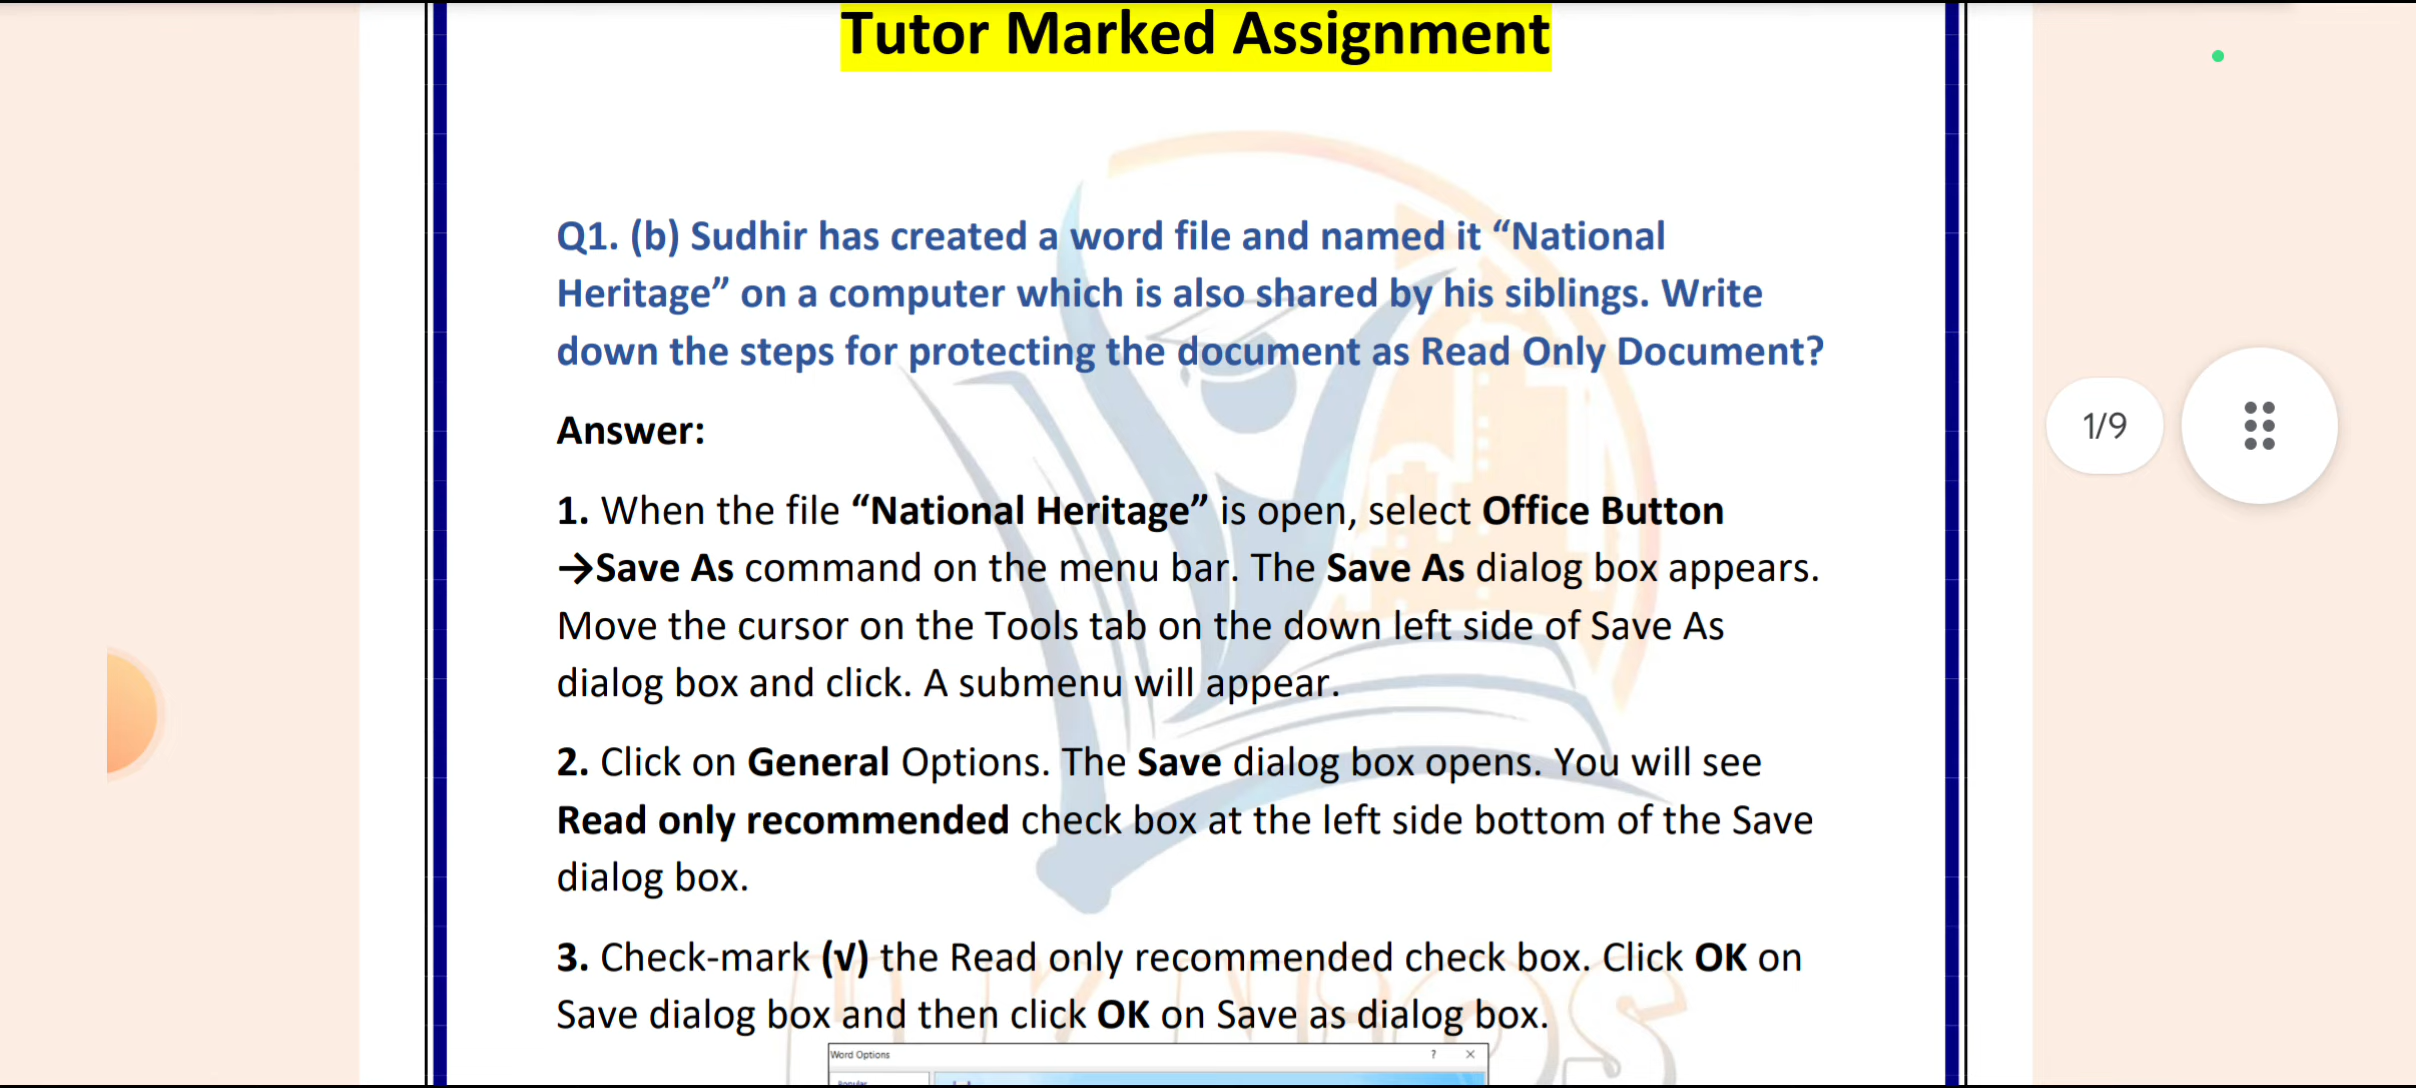 Tutor Marked Assignment
Q1. (b) Sudhir has created a word file and named it “National
Heritage” on a computer which is also shared by his siblings. Write
down the steps for protecting the document as Read Only Document?
Answer:
1. When the file “National Heritage” is open, select Office Button
→Save As command on the menu bar. The Save As dialog box appears.
Move the cursor on the Tools tab on the down left side of Save As
dialog box and click. A submenu will appear.
2. Click on General Options. The Save dialog box opens. You will see
Read only recommended check box at the left side bottom of the Save
dialog box.
3. Check-mark (√) the Read only recommended check box. Click OK on
Save dialog box and then click OK on Save as dialog box.
Word Options
1/9